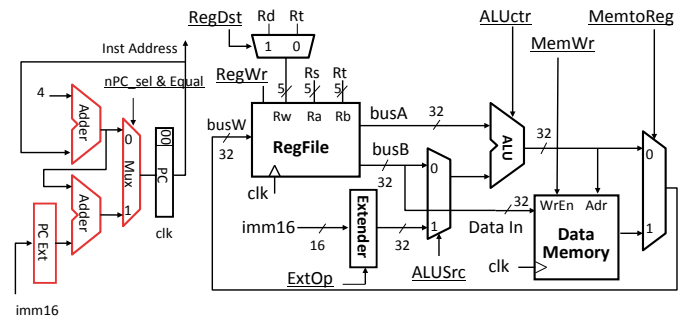 RegDst
Rd
Rt
ALUctr
MemtoReg
Inst Address
1
0
MemWr
4
nPC_sel & Equal
RegWr
5
Rs
5
Rt
5
Adder
0
Mux
1
00
PC
clk
Adder
PC Ext
imm16
busW
32
Rw
Ra
Rb
RegFile
clk
busA
32
busB
32
0
1
ALU
32
imm16
16
Extender
32
ExtOp
ALUSrc
Data In
32
WrEn
Adr
Data
Memory
clk
0
1